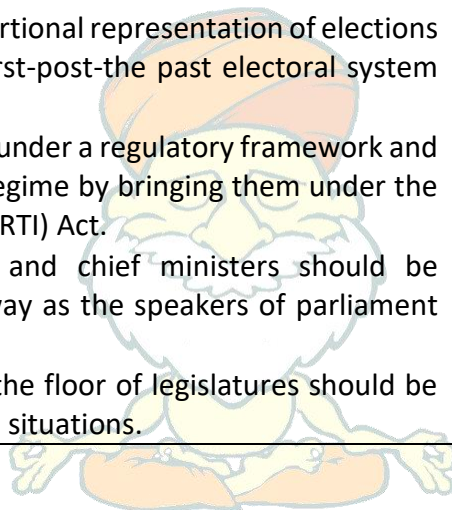 rtional representation of elections
rst-post-the past electoral system
under a regulatory framework and
egime by bringing them under the
RTI) Act.
and chief ministers should be
way as the speakers of parliament
the floor of legislatures should be
situations.